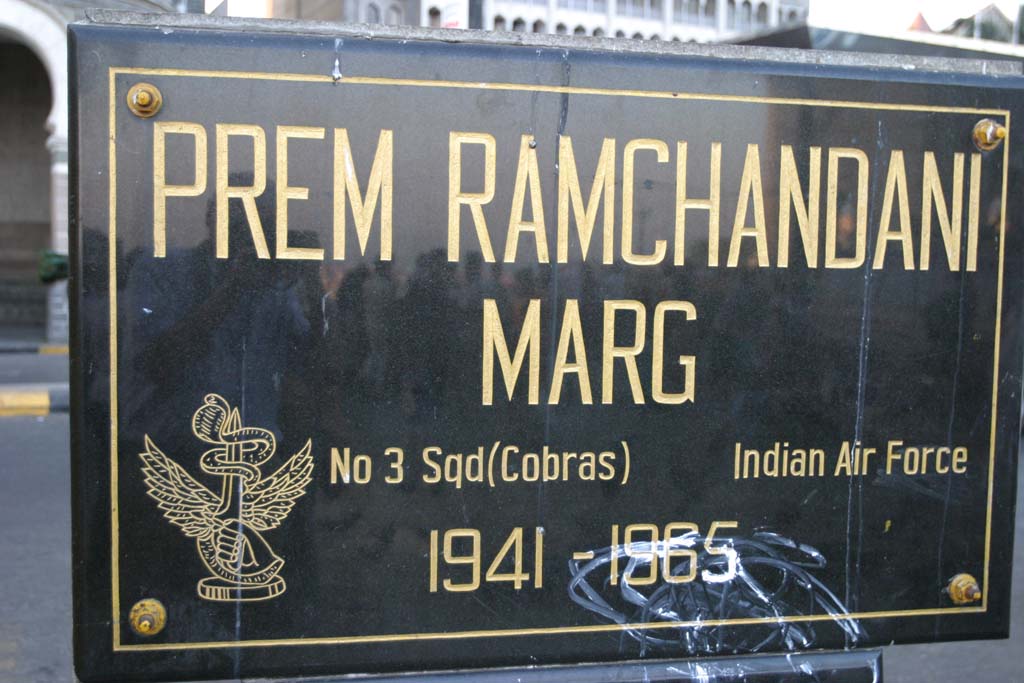 PREM RAMCHANDANI
MARG
No 3 Sqd(Cobras) Indian Air Force
1941 - 1965